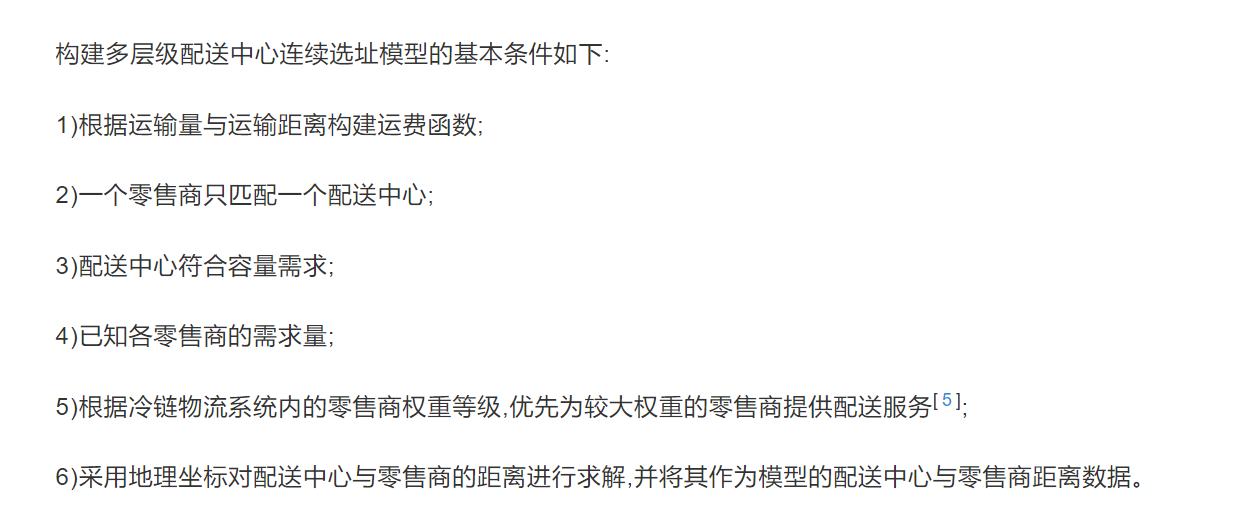 构建多层级配送中心连续选址模型的基本条件如下:
1)根据运输量与运输距离构建运费函数;
2)一个零售商只匹配一个配送中心;
3)配送中心符合容量需求;
4)已知各零售商的需求量;
5)根据冷链物流系统内的零售商权重等级,优先为较大权重的零售商提供配送服务[5];
6)采用地理坐标对配送中心与零售商的距离进行求解,并将其作为模型的配送中心与零售商距离数据。